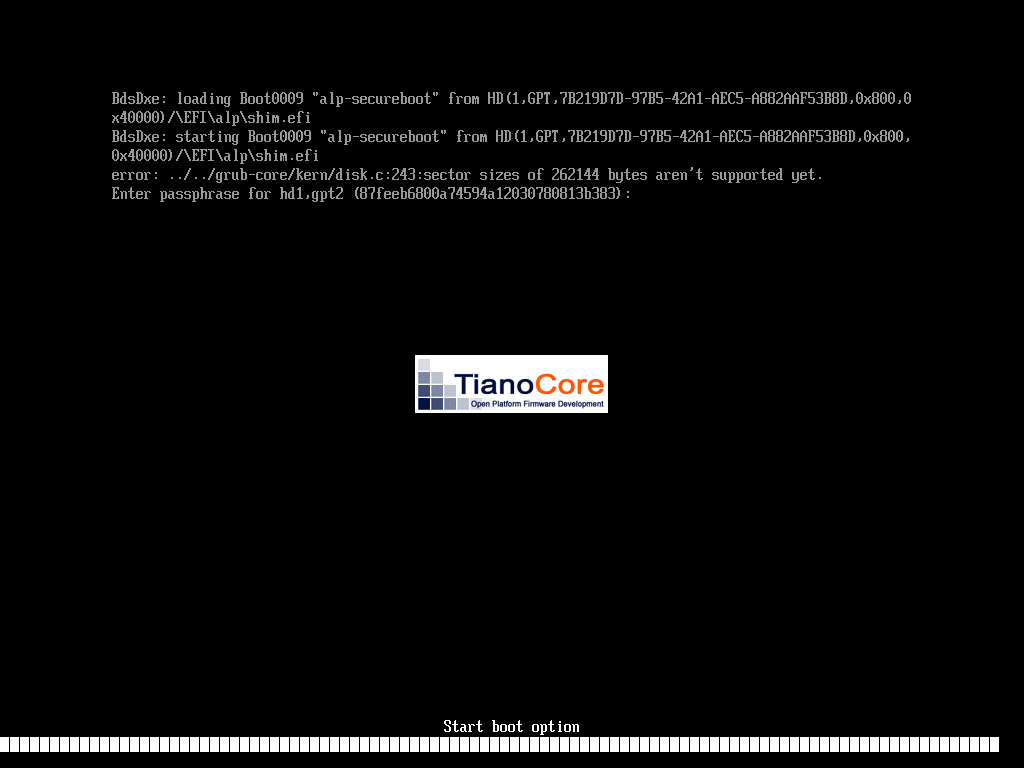 BdsDxe: loading Boot0009 "alp-secureboot" from HD(1,GPT,7B219D7D-97B5-42A1-AEC5-A882AAF53B8D,0x800,0
x40000)/\EFI\alp\shim.efi
BdsDxe: starting Boot0009 "alp-secureboot" from HD(1,GPT,7B219D7D-97B5-42A1-AEC5-A882AAF53B8D,0x800,
0x40000)/\EFI\alp\shim.efi
error: ../../grub-core/kern/disk.c:243:sector sizes of 262144 bytes aren't supported yet.
Enter passphrase for hd1,gpt2 (87feeb6800a74594a12030780813b383):
TianoCore
Open Platform Firmware Development
Start boot option